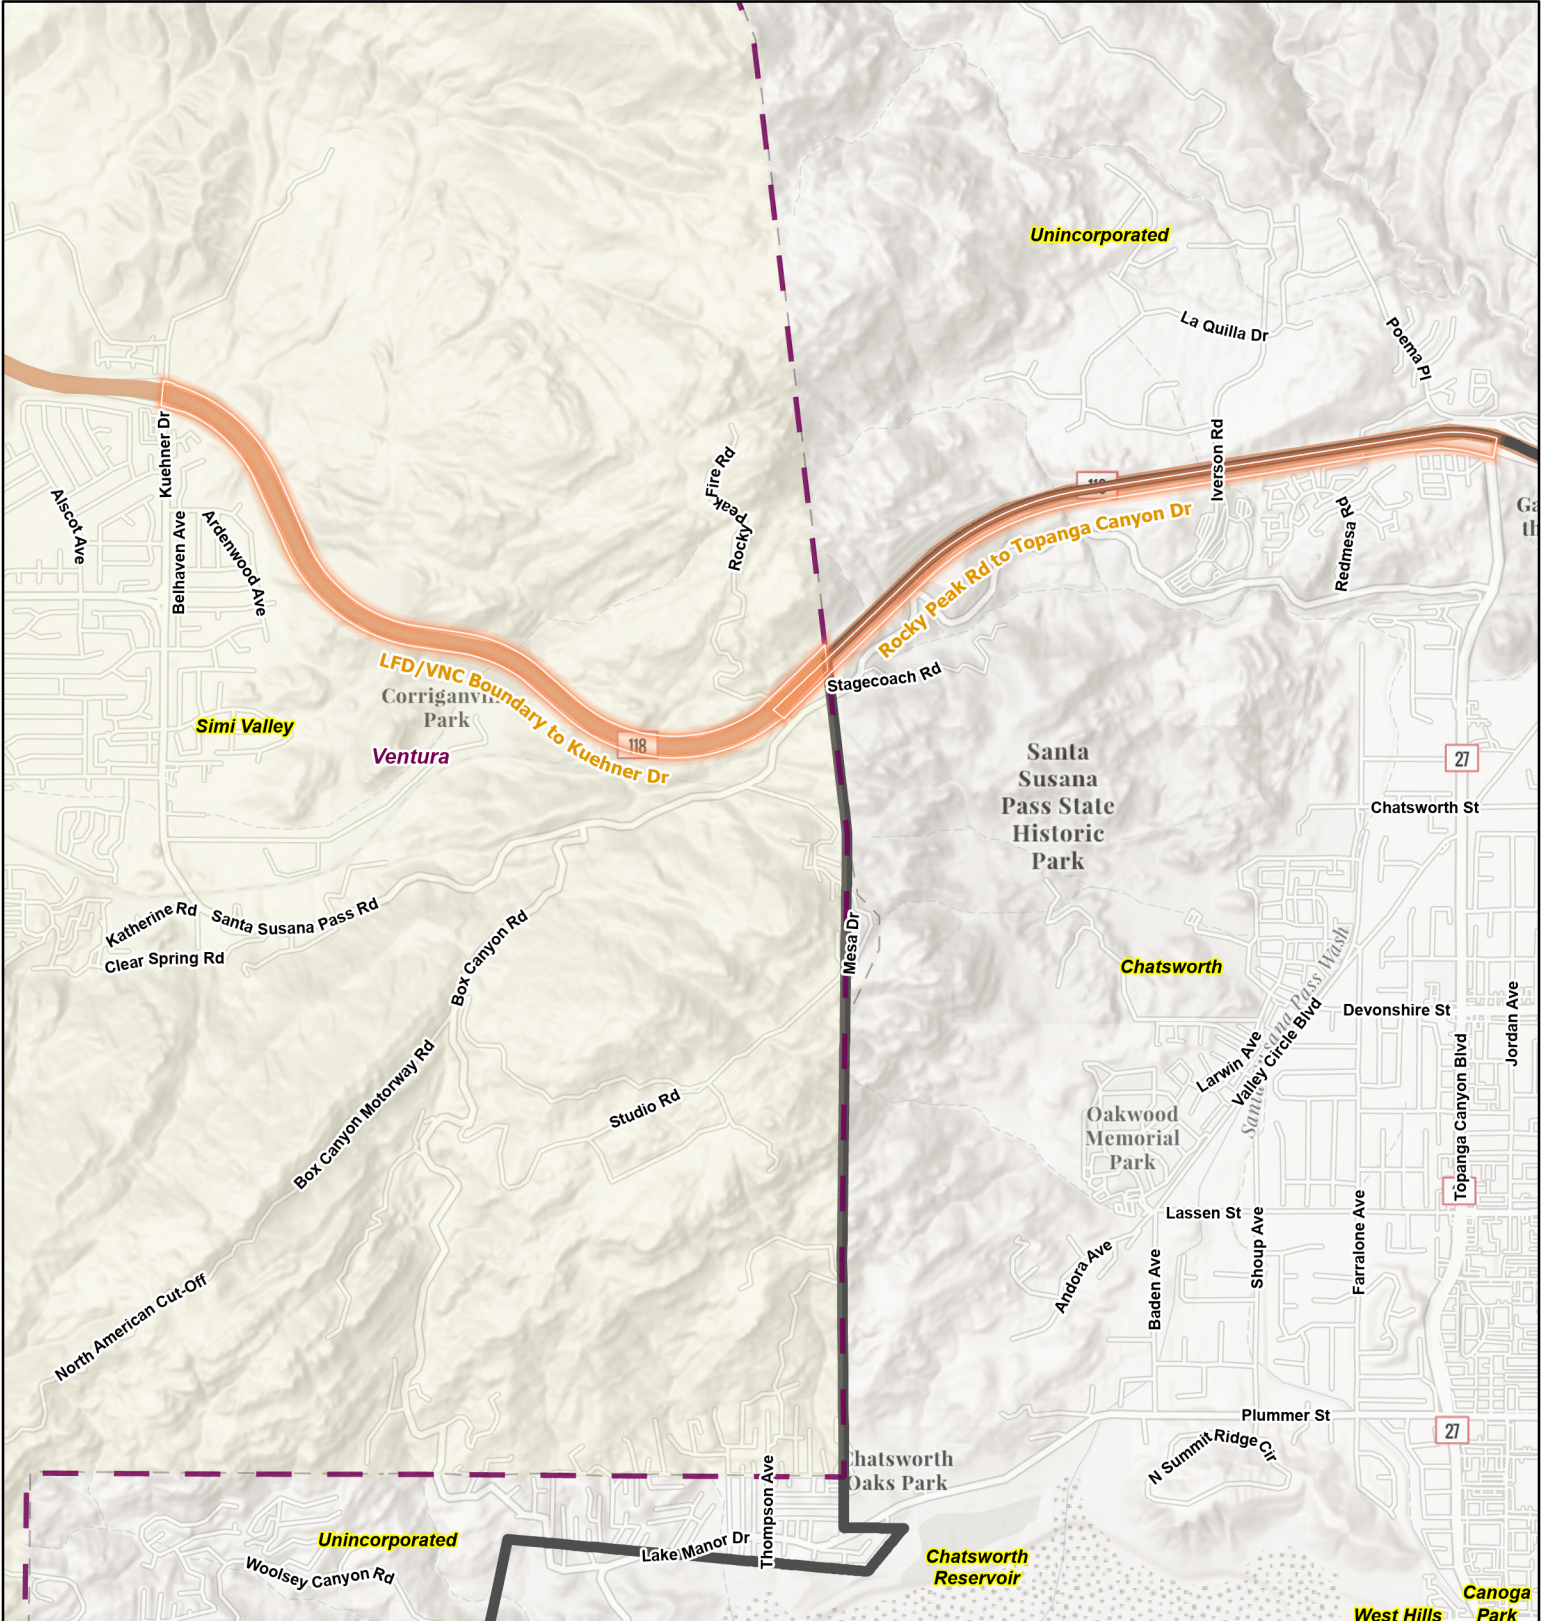 Unincorporated
La Quilla Dr
Poema Pl
Kuehner Dr
Iverson Rd
Rocky Peak Fire Rd
118
Alscot Ave
Belhaven Ave
Ardenwood Ave
Redmesa Rd
Rocky Peak Rd to Topanga Canyon Dr
LFD/VNC Boundary to Kuehner Dr
Stagecoach Rd
Park
Simi Valley
Ventura
118
Santa
Susana
Pass State
Historic
Park
27
Chatsworth St
Katherine Rd
Santa Susana Pass Rd
Clear Spring Rd
Box Canyon Rd
Mesa Dr
Chatsworth
Devonshire St
Jordan Ave
Larwin Ave
Valley Circle Blvd
Pass Wash
Box Canyon Motorway Rd
Studio Rd
Oakwood
Memorial
Park
Topanga Canyon Blvd
Lassen St
Andora Ave
Baden Ave
Shoup Ave
Farralone Ave
North American Cut-Off
Plummer St
27
N Summit Ridge Cir
Chatsworth
Oaks Park
Thompson Ave
Unincorporated
Lake Manor Dr
Woolsey Canyon Rd
Chatsworth
Reservoir
Canoga
Park
West Hills